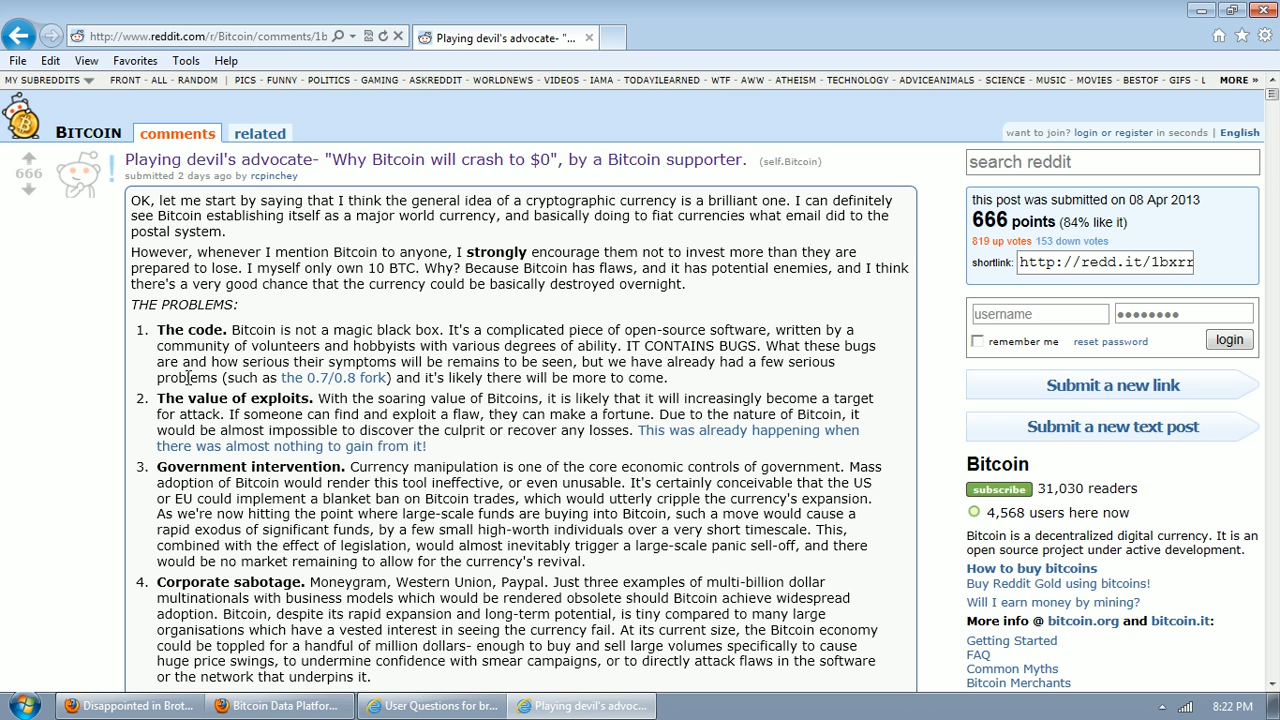 http://www.reddit.com/r/Bitcoin/comments/1b
Playing devil's advocate- "...
File Edit View Favorites Tools Help
MY SUBREDDITS FRONT - ALL - RANDOM | PICS - FUNNY - POLITICS - GAMING - ASKREDDIT - WORLDNEWS - VIDEOS - IAMA - TODAYILEARNED - WTF - AWW - ATHEISM - TECHNOLOGY - ADVICEANIMALS - SCIENCE - MUSIC - MOVIES - BESTOF - GIFS - L MORE »
BITCOIN comments related
want to join? login or register in seconds | English
666
Playing devil's advocate- "Why Bitcoin will crash to $0", by a Bitcoin supporter. (self.Bitcoin)
submitted 2 days ago by rcpinchey
OK, let me start by saying that I think the general idea of a cryptographic currency is a brilliant one. I can definitely
see Bitcoin establishing itself as a major world currency, and basically doing to fiat currencies what email did to the
postal system.
However, whenever I mention Bitcoin to anyone, I strongly encourage them not to invest more than they are
prepared to lose. I myself only own 10 BTC. Why? Because Bitcoin has flaws, and it has potential enemies, and I think
there's a very good chance that the currency could be basically destroyed overnight.
THE PROBLEMS:
1. The code. Bitcoin is not a magic black box. It's a complicated piece of open-source software, written by a
community of volunteers and hobbyists with various degrees of ability. IT CONTAINS BUGS. What these bugs
are and how serious their symptoms will be remains to be seen, but we have already had a few serious
problems (such as the 0.7/0.8 fork) and it's likely there will be more to come.
2. The value of exploits. With the soaring value of Bitcoins, it is likely that it will increasingly become a target
for attack. If someone can find and exploit a flaw, they can make a fortune. Due to the nature of Bitcoin, it
would be almost impossible to discover the culprit or recover any losses. This was already happening when
there was almost nothing to gain from it!
3. Government intervention. Currency manipulation is one of the core economic controls of government. Mass
adoption of Bitcoin would render this tool ineffective, or even unusable. It's certainly conceivable that the US
or EU could implement a blanket ban on Bitcoin trades, which would utterly cripple the currency's expansion.
As we're now hitting the point where large-scale funds are buying into Bitcoin, such a move would cause a
rapid exodus of significant funds, by a few small high-worth individuals over a very short timescale. This,
combined with the effect of legislation, would almost inevitably trigger a large-scale panic sell-off, and there
would be no market remaining to allow for the currency's revival.
4. Corporate sabotage. Moneygram, Western Union, Paypal. Just three examples of multi-billion dollar
multinationals with business models which would be rendered obsolete should Bitcoin achieve widespread
adoption. Bitcoin, despite its rapid expansion and long-term potential, is tiny compared to many large
organisations which have a vested interest in seeing the currency fail. At its current size, the Bitcoin economy
could be toppled for a handful of million dollars- enough to buy and sell large volumes specifically to cause
huge price swings, to undermine confidence with smear campaigns, or to directly attack flaws in the software
or the network that underpins it.
search reddit
this post was submitted on 08 Apr 2013
666 points (84% like it)
819 up votes 153 down votes
shortlink: http://redd.it/1bxrr
username
remember me reset password login
Submit a new link
Submit a new text post
Bitcoin
subscribe 31,030 readers
4,568 users here now
Bitcoin is a decentralized digital currency. It is an
open source project under active development.
How to buy bitcoins
Buy Reddit Gold using bitcoins!
Will I earn money by mining?
More info @ bitcoin.org and bitcoin.it:
Getting Started
FAQ
Common Myths
Bitcoin Merchants
Disappointed in Brot... Bitcoin Data Platfor... User Questions for br... Playing devil's advoc... 8:22 PM